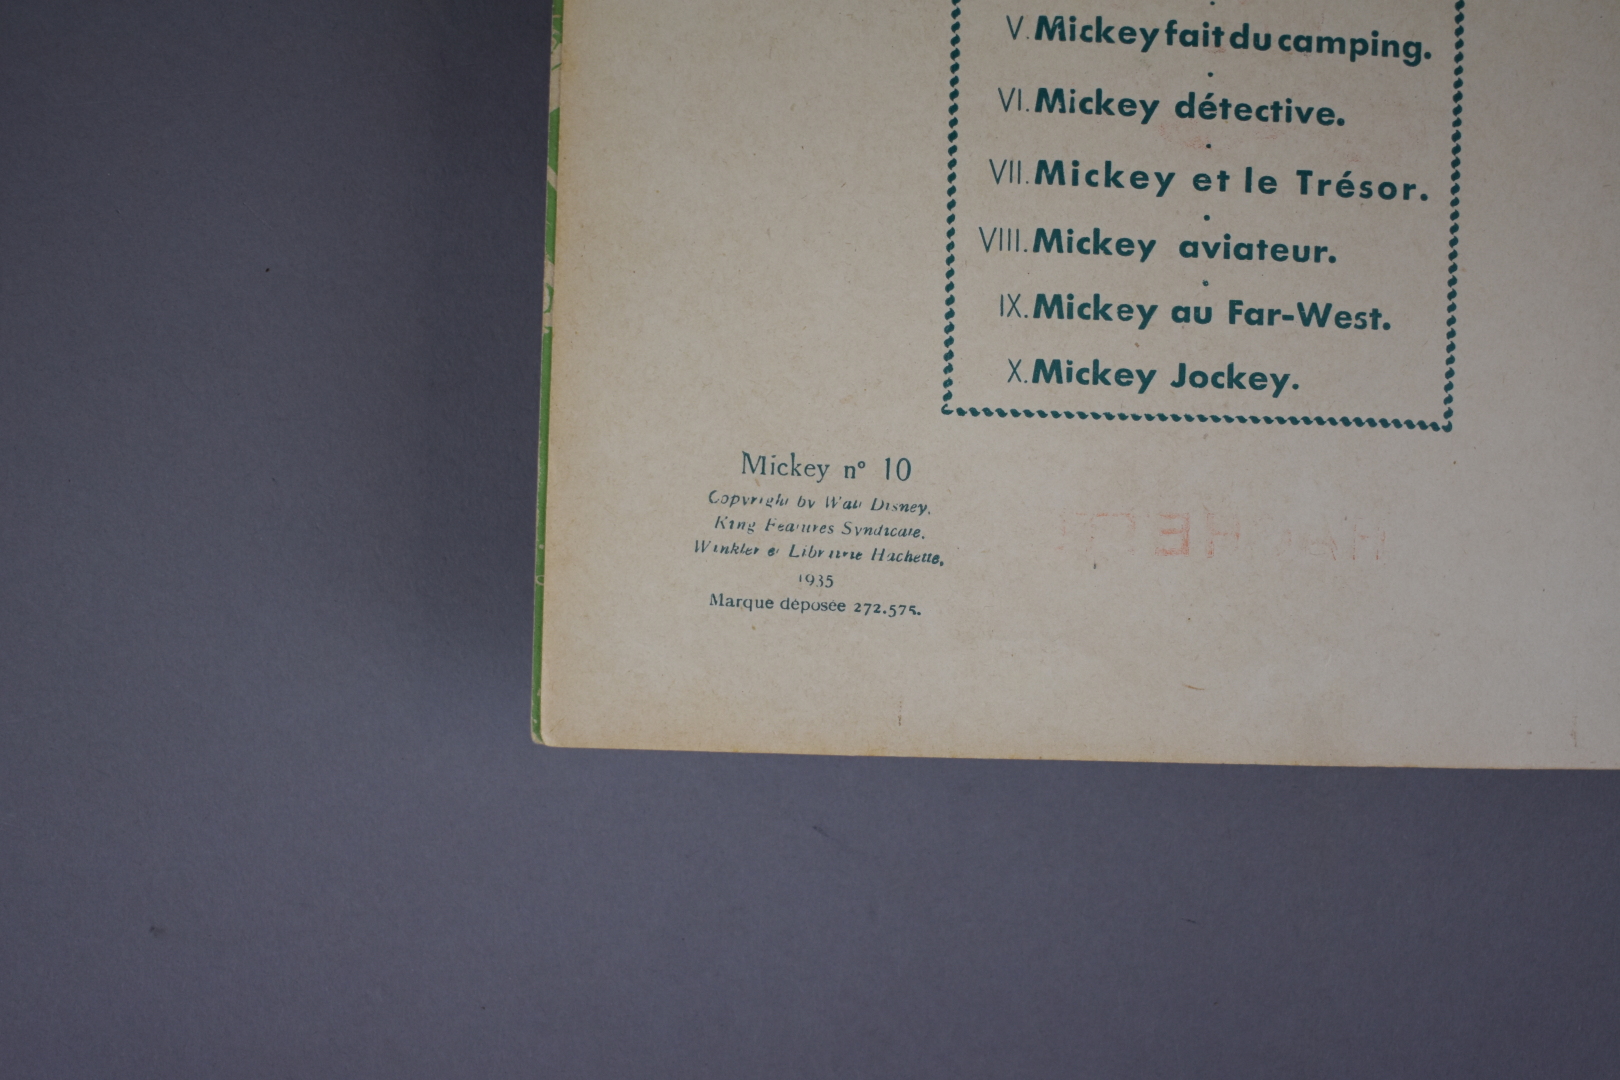 V. Mickey fait du camping.
VI. Mickey détective.
VII. Mickey et le Trésor.
VIII. Mickey aviateur.
IX. Mickey au Far-West.
X. Mickey Jockey.
Mickey n° 10
Copyright by Walt Disney,
King Features Syndicate,
Winkler et Librairie Hachette,
1935
Marque déposée 272.575.